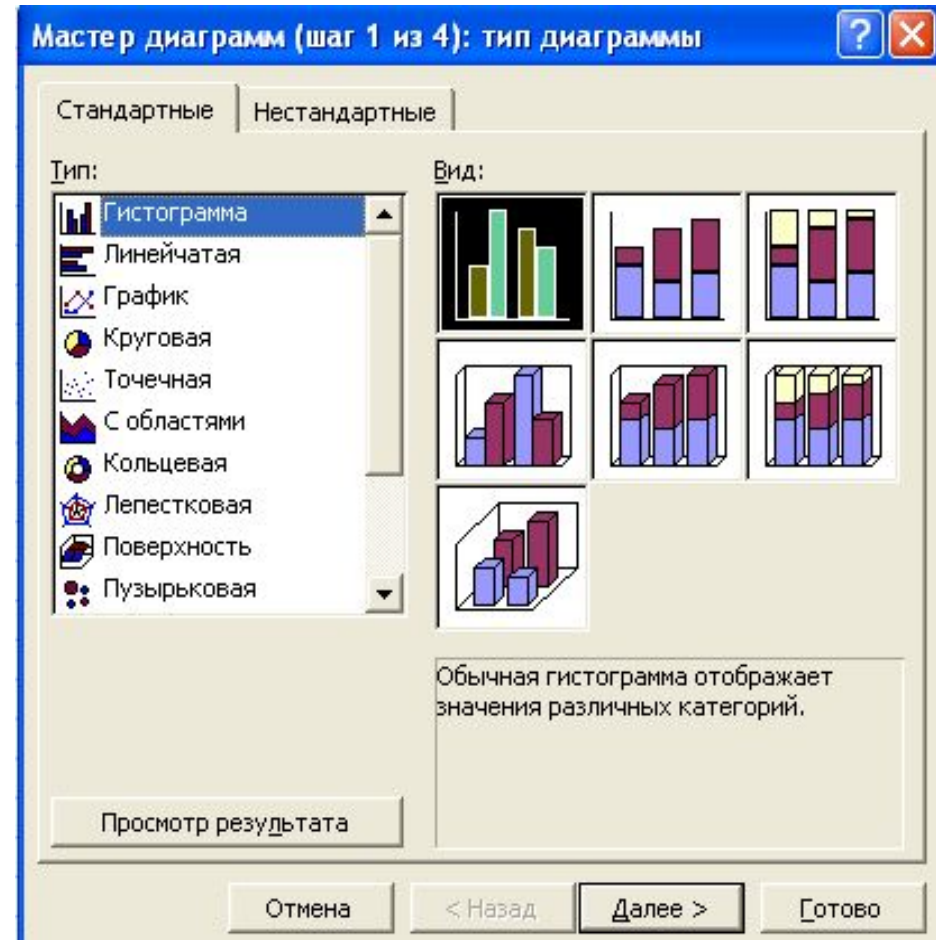 Мастер диаграмм (шаг 1 из 4): тип диаграммы
Стандартные
Нестандартные
Тип:
Вид:
Гистограмма
Линейчатая
График
Круговая
Точечная
С областями
Кольцевая
Лепестковая
Поверхность
Пузырьковая
Обычная гистограмма отображает
значения различных категорий.
Просмотр результата
Отмена
< Назад
Далее >
Готово